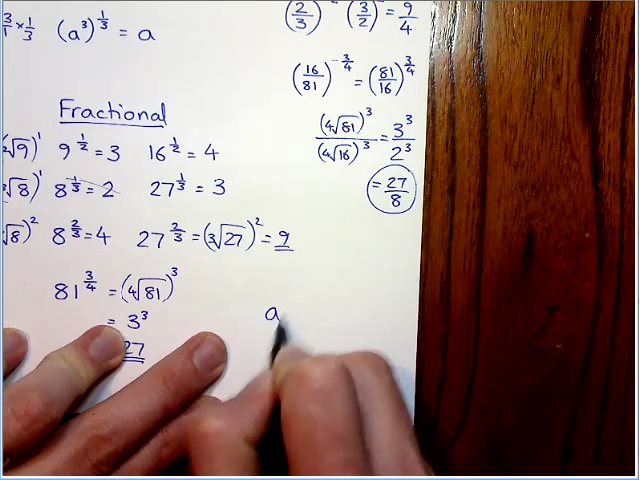 3/1 × 1/3 (a³)^(1/3) = a
Fractional
(²√9)¹ 9^(1/2) = 3 16^(1/2) = 4
(³√8)¹ 8^(1/3) = 2 27^(1/3) = 3
√8)² 8^(2/3) = 4 27^(2/3) = (³√27)² = 9
81^(3/4) = (⁴√81)³
= 3³
27
(2/3) (3/2) = 9/4
(16/81)^(-3/4) = (81/16)^(3/4)
(⁴√81)³/(⁴√16)³ = 3³/2³
= 27/8
a